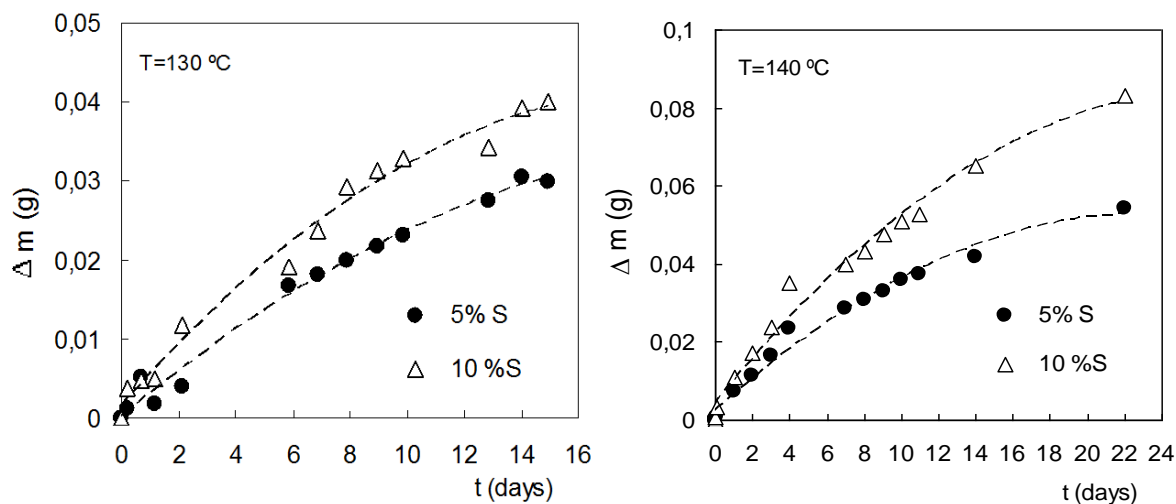 0,05
0,04
0,03
0,02
0,01
0
Δ m (g)
T=130 ºC
5% S
10 %S
0 2 4 6 8 10 12 14 16
t (days)
0,1
0,08
0,06
0,04
0,02
0
Δ m (g)
T=140 ºC
5% S
10 %S
0 2 4 6 8 10 12 14 16 18 20 22 24
t (days)